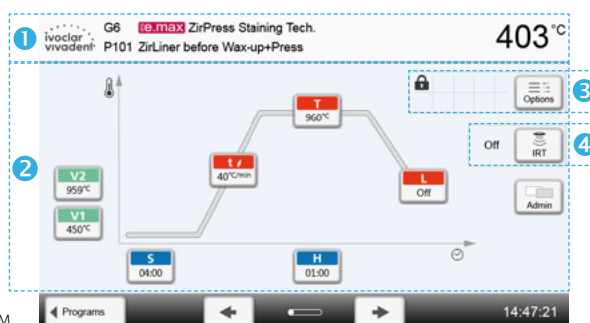 1
ivoclar
vivadent
G6 IPS e.max ZirPress Staining Tech.
P101 ZirLiner before Wax-up+Press
403°C
2
T
960°C
Options
3
t
40°C/min
Off
IRT
4
V2
959°C
L
Off
Admin
V1
450°C
S
04:00
H
01:00
Programs
14:47:21
M